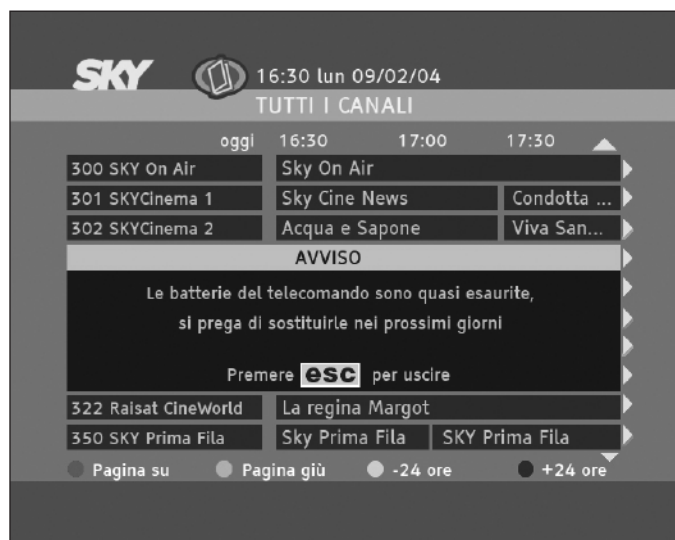 SKY 16:30 lun 09/02/04
TUTTI I CANALI
oggi 16:30 17:00 17:30
300 SKY On Air Sky On Air
301 SKYCinema 1 Sky Cine News Condotta ...
302 SKYCinema 2 Acqua e Sapone Viva San...
AVVISO
Le batterie del telecomando sono quasi esaurite,
si prega di sostituirle nei prossimi giorni
Premere esc per uscire
322 Raisat CineWorld La regina Margot
350 SKY Prima Fila Sky Prima Fila SKY Prima Fila
Pagina su Pagina giù -24 ore +24 ore